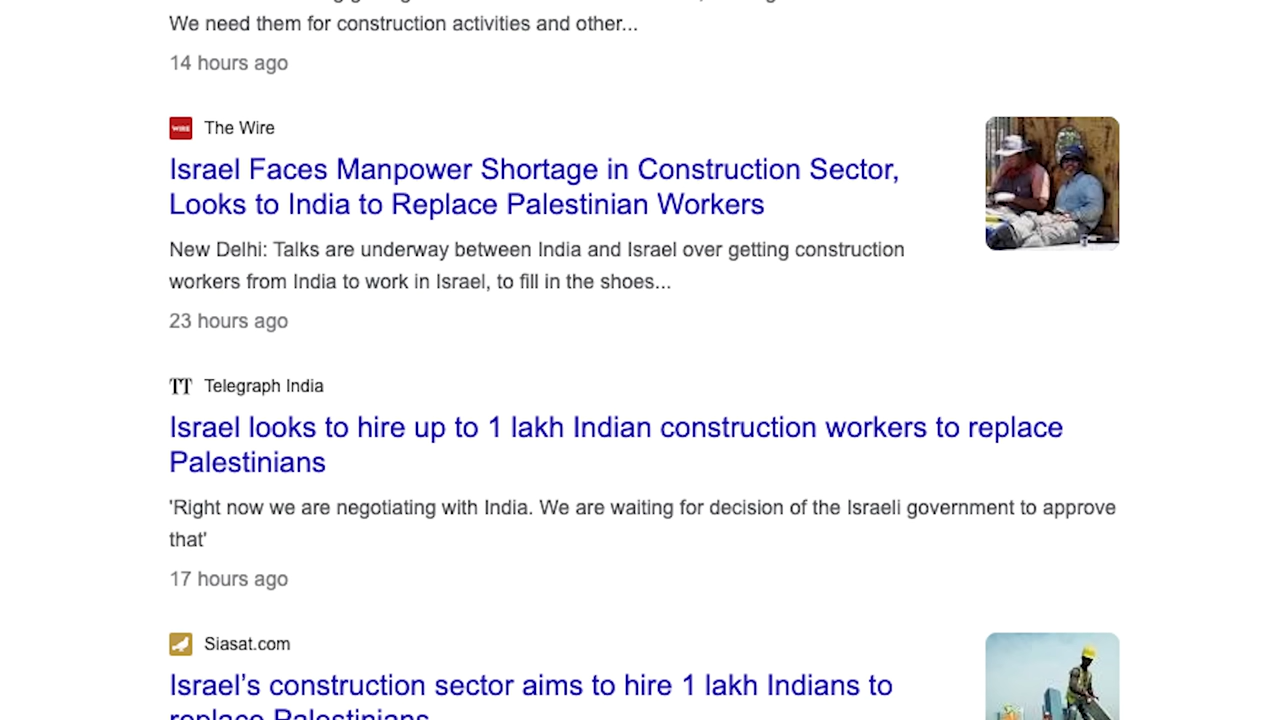 We need them for construction activities and other...
14 hours ago
WIRE
The Wire
Israel Faces Manpower Shortage in Construction Sector,
Looks to India to Replace Palestinian Workers
New Delhi: Talks are underway between India and Israel over getting construction
workers from India to work in Israel, to fill in the shoes...
23 hours ago
TT Telegraph India
Israel looks to hire up to 1 lakh Indian construction workers to replace
Palestinians
'Right now we are negotiating with India. We are waiting for decision of the Israeli government to approve
that'
17 hours ago
Siasat.com
Israel's construction sector aims to hire 1 lakh Indians to
replace Palestinians